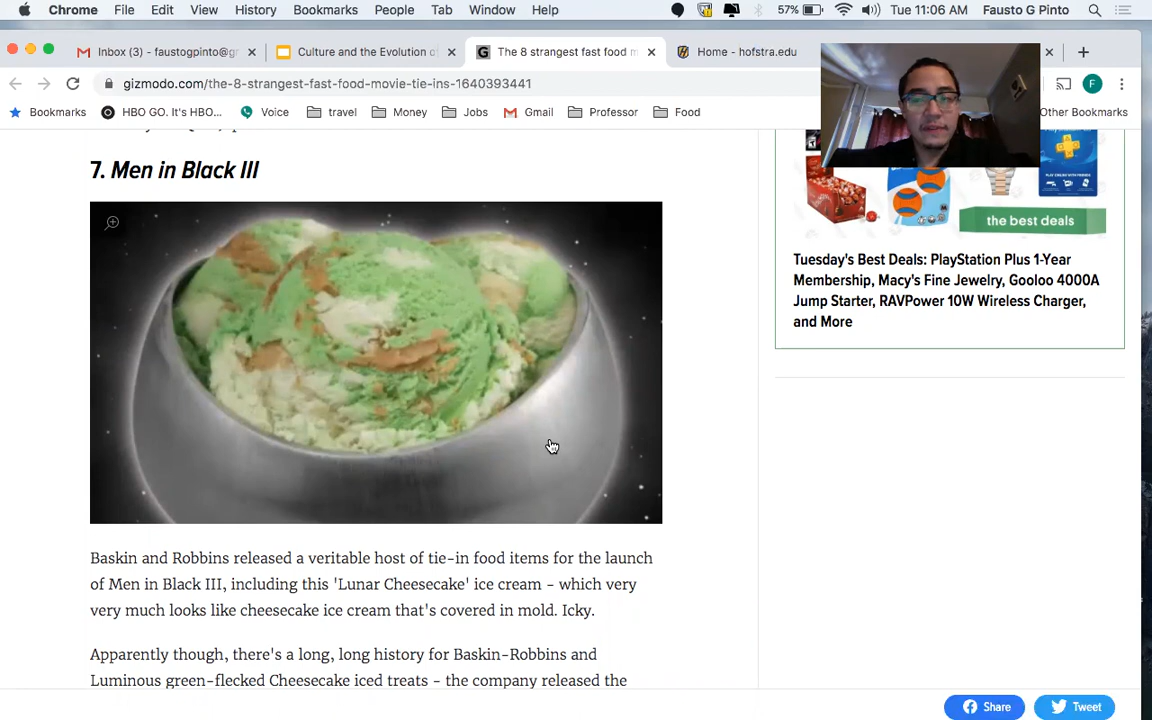 Chrome File Edit View History Bookmarks People Tab Window Help 57% Tue 11:06 AM Fausto G Pinto
Inbox (3) - faustogpinto@gr Culture and the Evolution of The 8 strangest fast food m Home - hofstra.edu
gizmodo.com/the-8-strangest-fast-food-movie-tie-ins-1640393441 F
Bookmarks HBO GO. It's HBO... Voice travel Money Jobs Gmail Professor Food Other Bookmarks
7. Men in Black III
the best deals
Tuesday's Best Deals: PlayStation Plus 1-Year
Membership, Macy's Fine Jewelry, Gooloo 4000A
Jump Starter, RAVPower 10W Wireless Charger,
and More
Baskin and Robbins released a veritable host of tie-in food items for the launch
of Men in Black III, including this 'Lunar Cheesecake' ice cream - which very
very much looks like cheesecake ice cream that's covered in mold. Icky.
Apparently though, there's a long, long history for Baskin-Robbins and
Luminous green-flecked Cheesecake iced treats - the company released the
Share Tweet